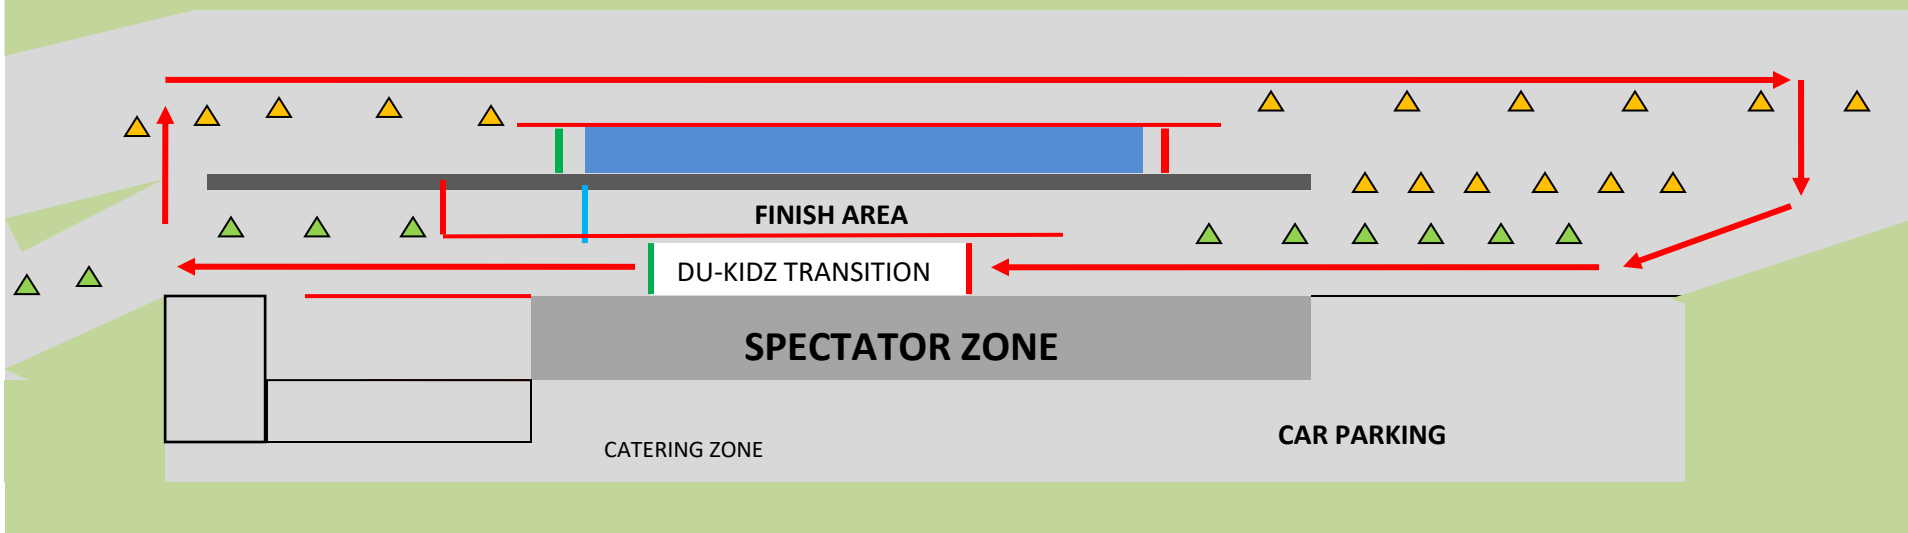 FINISH AREA
DU-KIDZ TRANSITION
SPECTATOR ZONE
CAR PARKING
CATERING ZONE